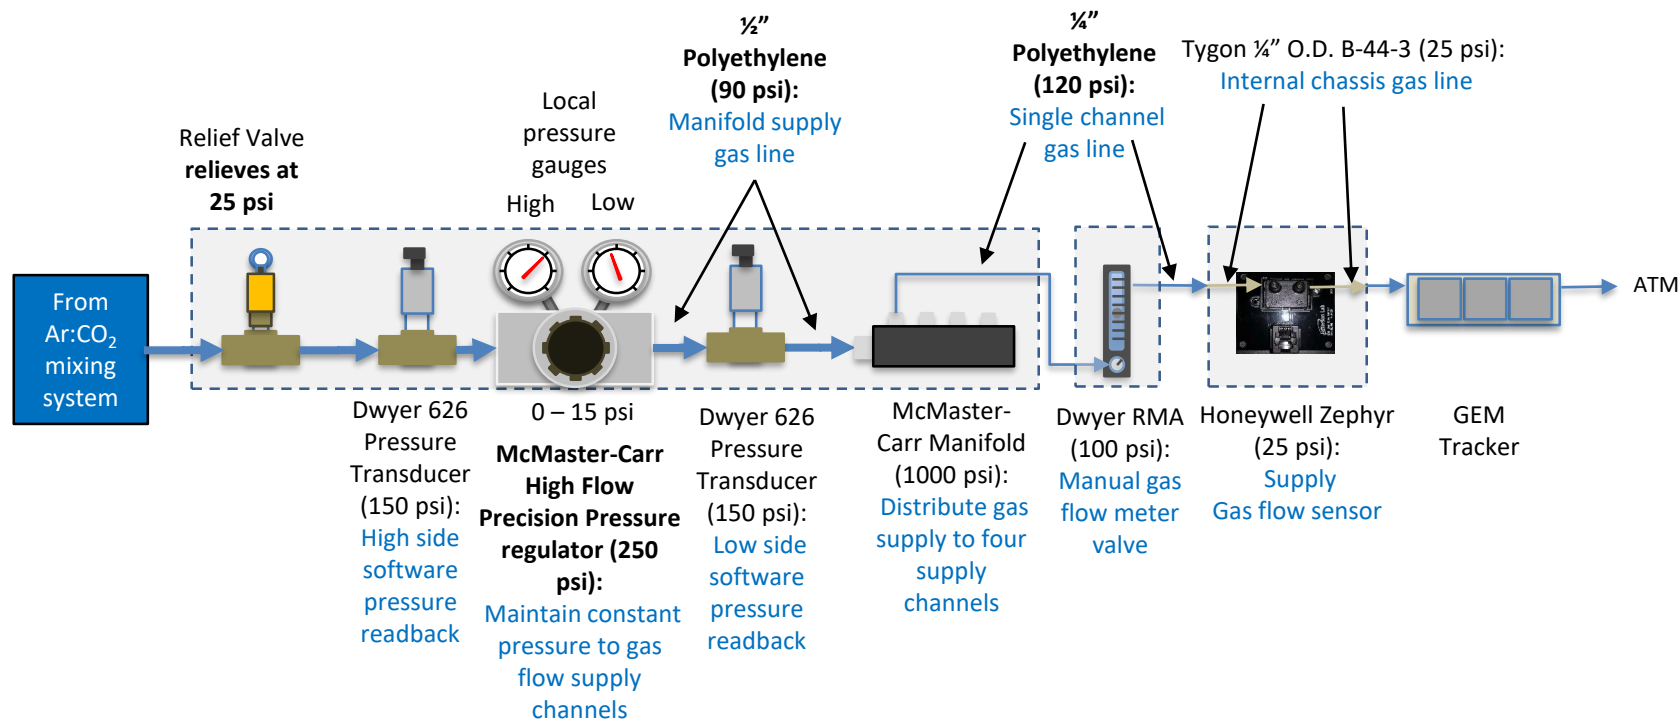 ½”
Polyethylene
(90 psi):
Manifold supply
gas line
¼”
Polyethylene
(120 psi):
Single channel
gas line
Tygon ¼” O.D. B-44-3 (25 psi):
Internal chassis gas line
Local
pressure
gauges
High
Low
Relief Valve
relieves at
25 psi
From
Ar:CO₂
mixing
system
ATM
Dwyer 626
Pressure
Transducer
(150 psi):
High side
software
pressure
readback
0 – 15 psi
McMaster-Carr
High Flow
Precision Pressure
regulator (250
psi):
Maintain constant
pressure to gas
flow supply
channels
Dwyer 626
Pressure
Transducer
(150 psi):
Low side
software
pressure
readback
McMaster-
Carr Manifold
(1000 psi):
Distribute gas
supply to four
supply
channels
Dwyer RMA
(100 psi):
Manual gas
flow meter
valve
Honeywell Zephyr
(25 psi):
Supply
Gas flow sensor
GEM
Tracker